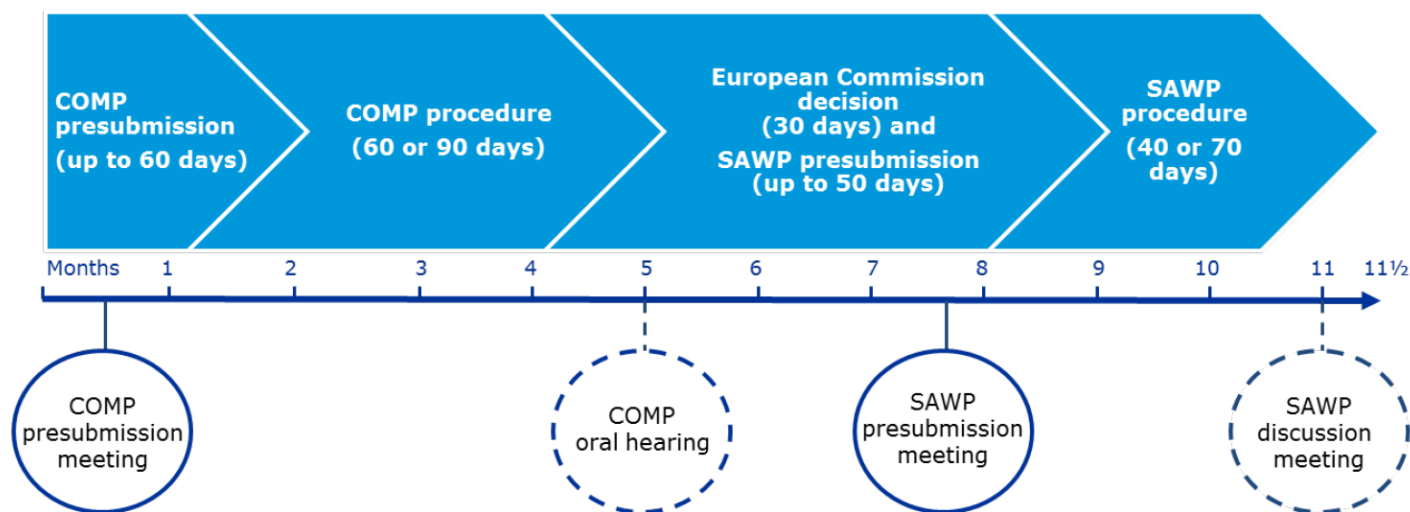 COMP
presubmission
(up to 60 days)
COMP procedure
(60 or 90 days)
European Commission
decision
(30 days) and
SAWP presubmission
(up to 50 days)
SAWP
procedure
(40 or 70
days)
Months 1 2 3 4 5 6 7 8 9 10 11 11½
COMP
presubmission
meeting
COMP
oral hearing
SAWP
presubmission
meeting
SAWP
discussion
meeting